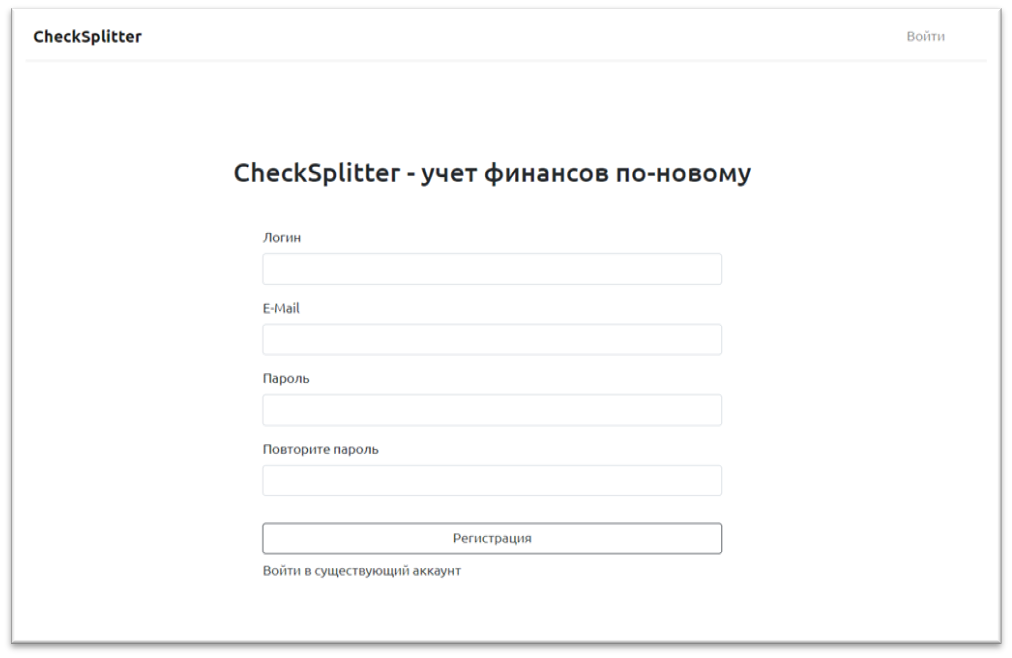 CheckSplitter
Войти
CheckSplitter - учет финансов по-новому
Логин
E-Mail
Пароль
Повторите пароль
Регистрация
Войти в существующий аккаунт